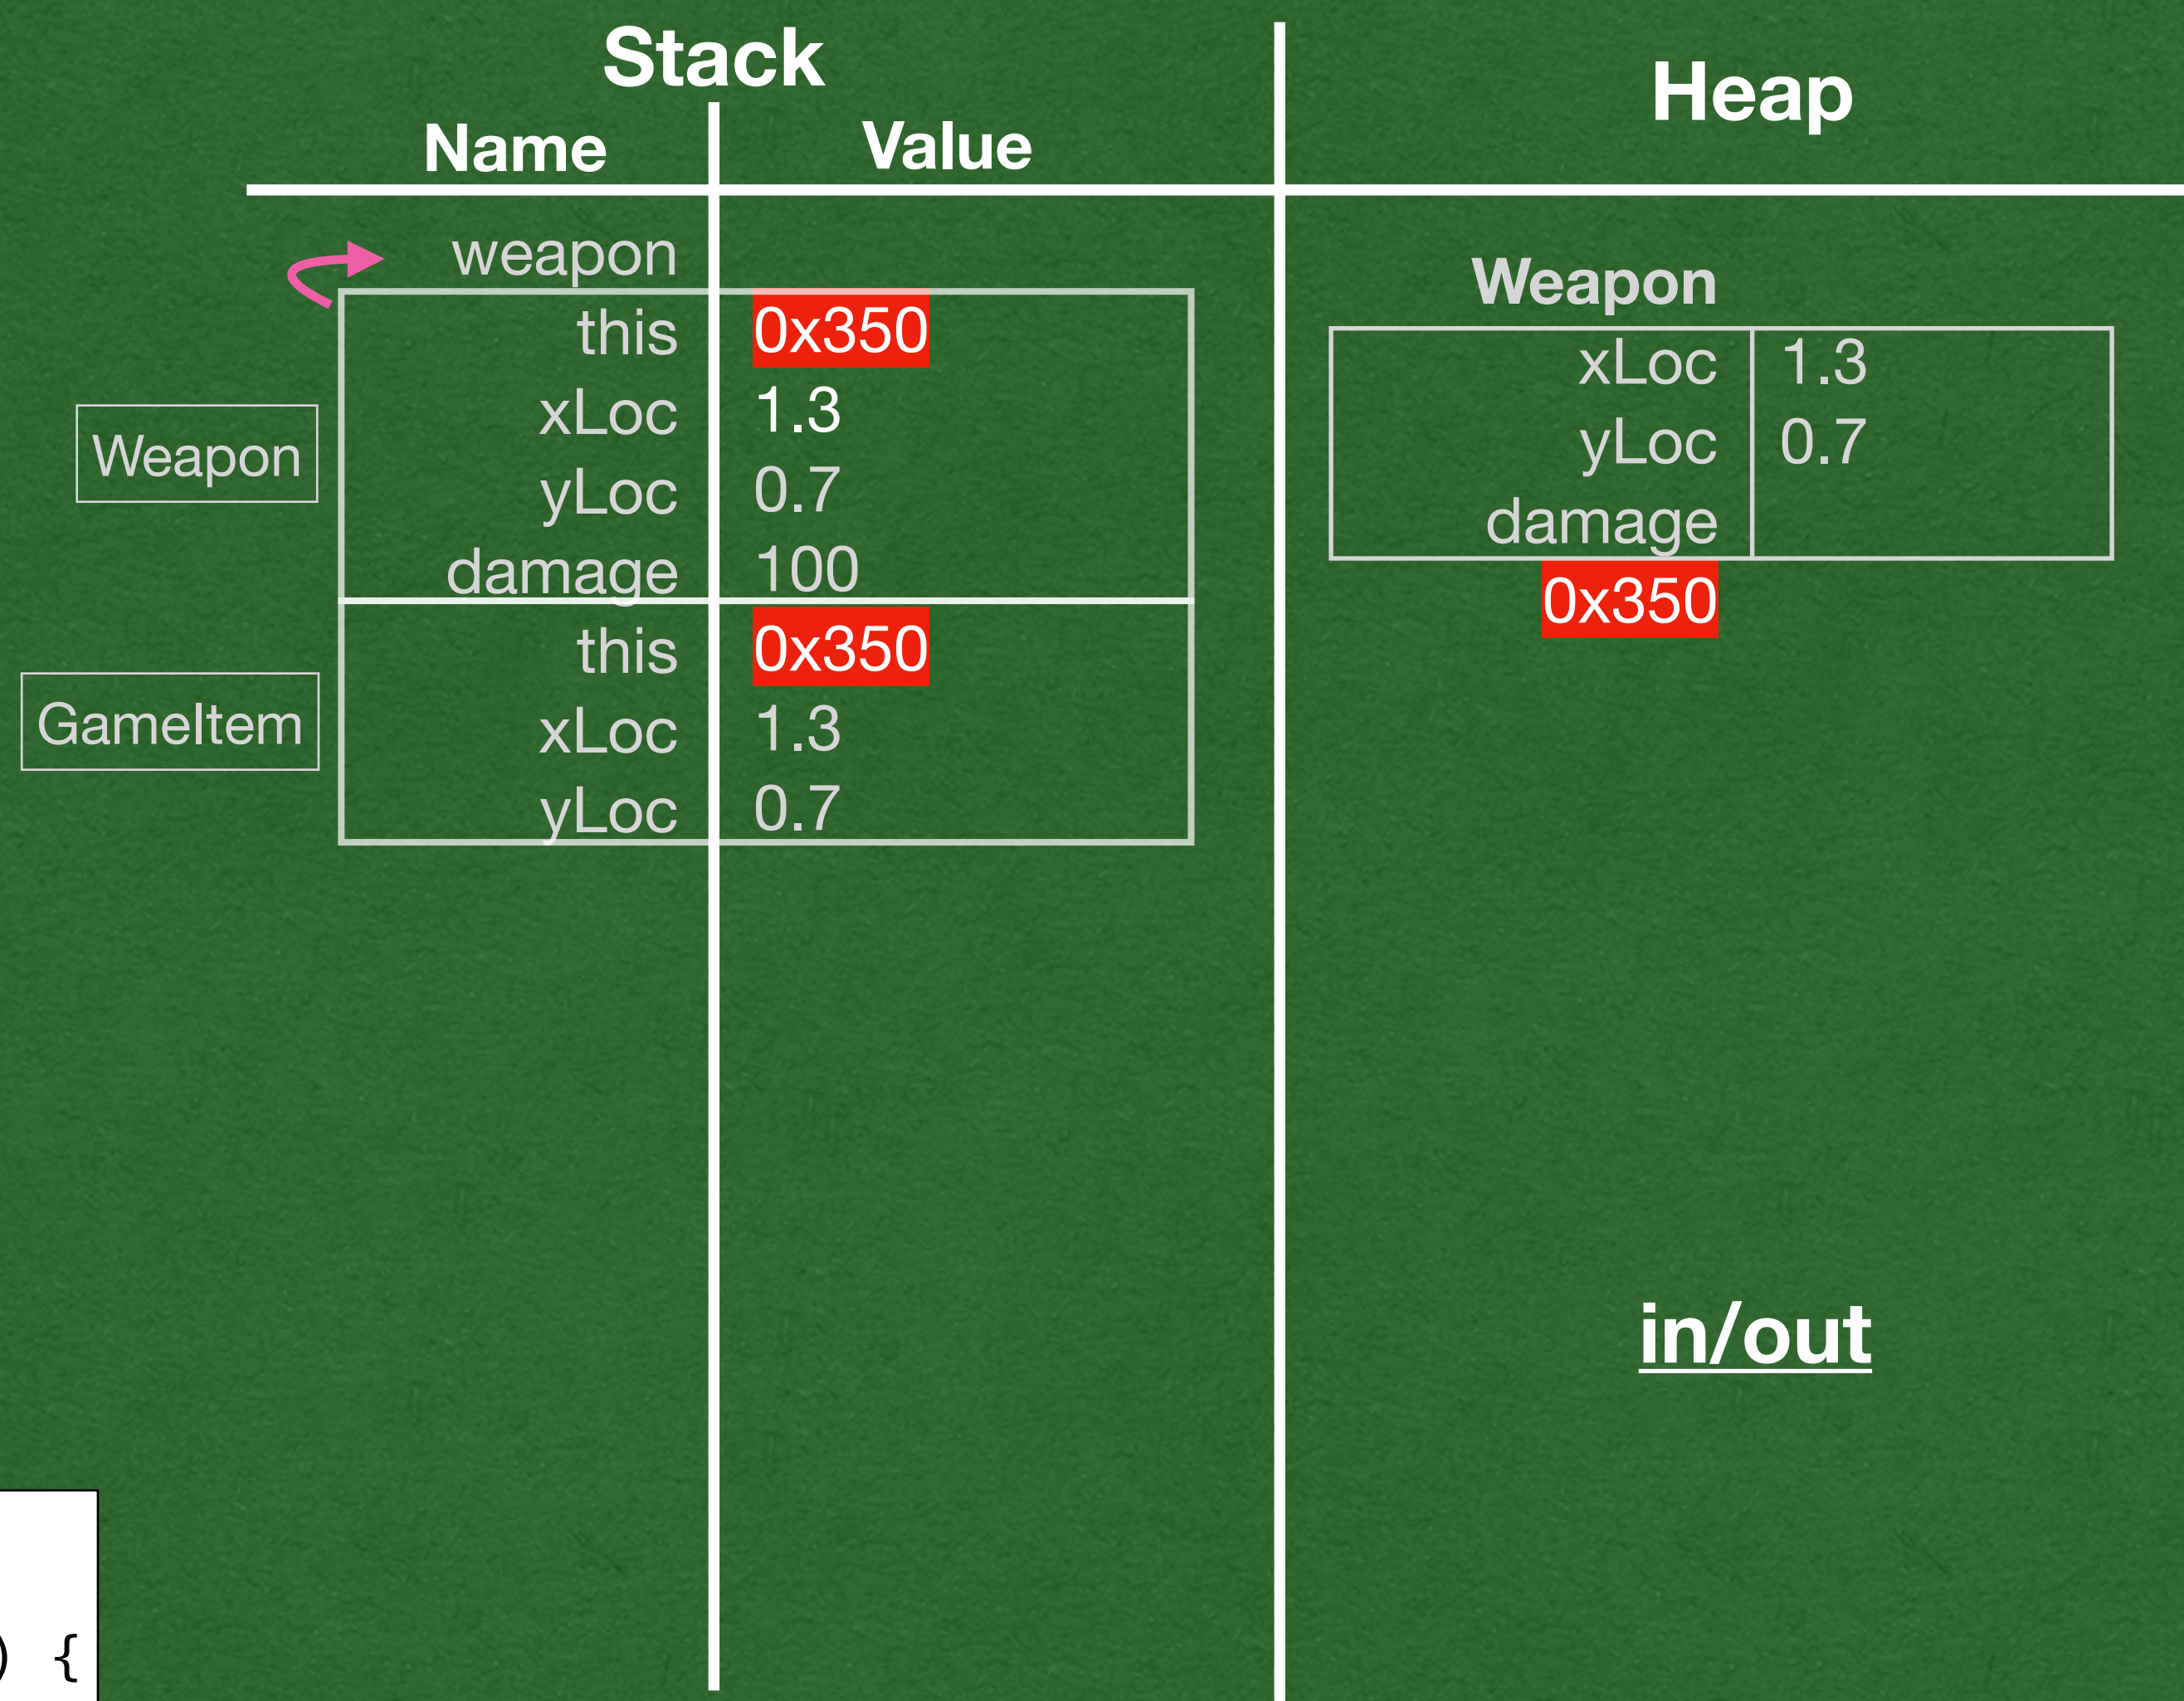 Stack
Heap
Name Value
weapon
Weapon
this 0x350
xLoc 1.3
yLoc 0.7
damage 100
Weapon
xLoc 1.3
yLoc 0.7
damage
0x350
this 0x350
xLoc 1.3
yLoc 0.7
GameItem
in/out
) {